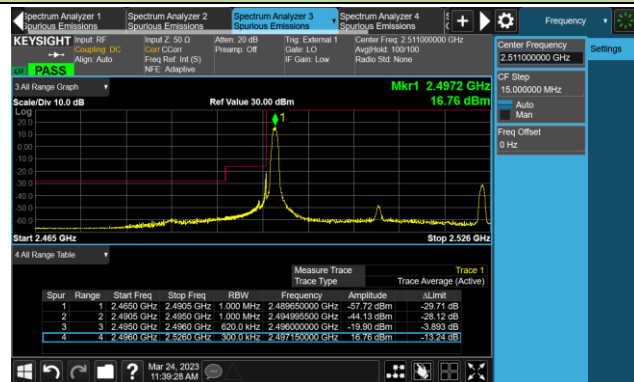 Spectrum Analyzer 1
Spurious Emissions
Spectrum Analyzer 2
Spurious Emissions
Spectrum Analyzer 3
Spurious Emissions
Spectrum Analyzer 4
Spurious Emissions
Frequency
KEYSIGHT
Input: RF
Coupling: DC
Align: Auto
Input Z: 50 Ω
Corr CCorr
Freq Ref: Int (S)
NFE: Adaptive
Atten: 20 dB
Preamp: Off
Trig: External 1
Gate: LO
IF Gain: Low
Center Freq: 2.511000000 GHz
Avg|Hold: 100/100
Radio Std: None
PASS
Center Frequency
2.511000000 GHz
Settings
CF Step
15.000000 MHz
Auto
Man
Freq Offset
0 Hz
3 All Range Graph
Mkr1 2.4972 GHz
Scale/Div 10.0 dB
Ref Value 30.00 dBm
16.76 dBm
Log
20.0
10.0
0.00
-10.0
-20.0
-30.0
-40.0
-50.0
-60.0
1
Start 2.465 GHz
Stop 2.526 GHz
4 All Range Table
Measure Trace Trace 1
Trace Type Trace Average (Active)
Spur Range Start Freq Stop Freq RBW Frequency Amplitude ΔLimit
1 1 2.4650 GHz 2.4905 GHz 1.000 MHz 2.489650000 GHz -57.72 dBm -29.71 dB
2 2 2.4905 GHz 2.4950 GHz 1.000 MHz 2.494995500 GHz -44.13 dBm -28.12 dB
3 3 2.4950 GHz 2.4960 GHz 620.0 kHz 2.496000000 GHz -19.90 dBm -3.893 dB
4 4 2.4960 GHz 2.5260 GHz 300.0 kHz 2.497150000 GHz 16.76 dBm -13.24 dB
Mar 24, 2023
11:39:28 AM